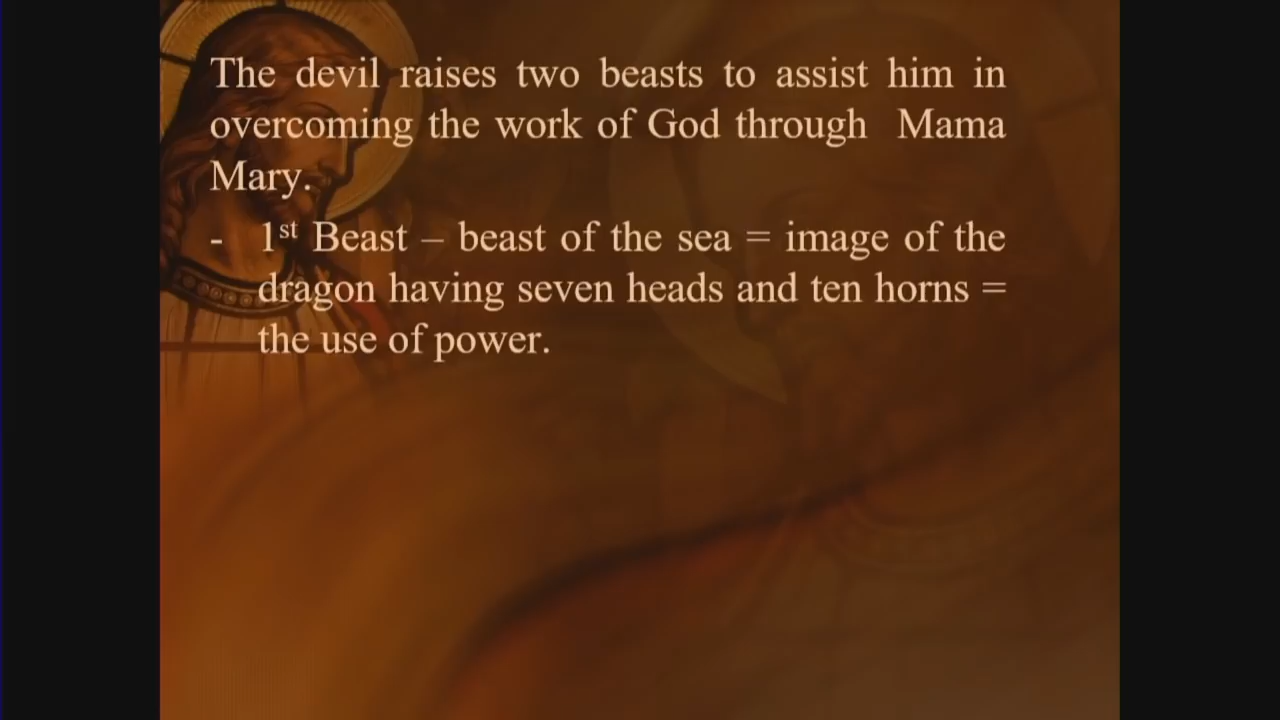 The devil raises two beasts to assist him in
overcoming the work of God through Mama
Mary.
- 1st Beast – beast of the sea = image of the
dragon having seven heads and ten horns =
the use of power.